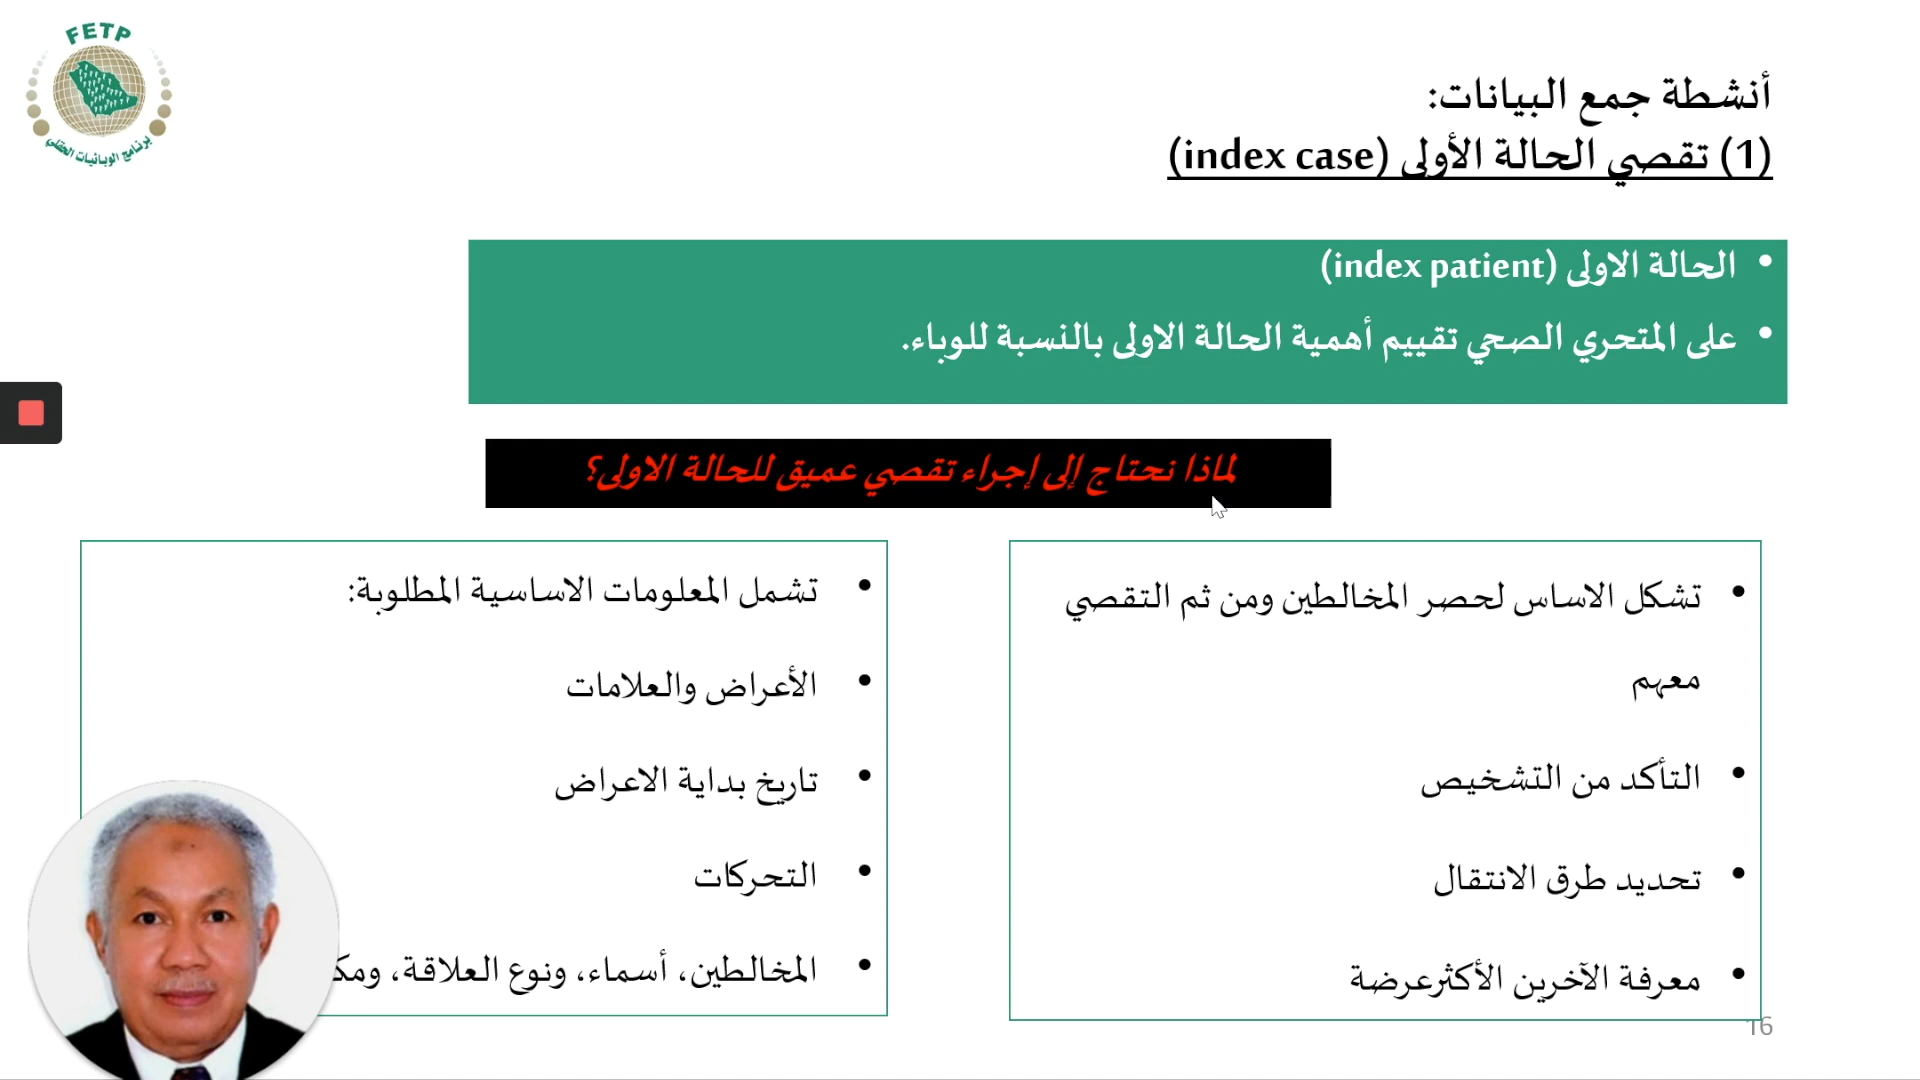 FETP
برنامج الوبائيات الحقلي
أنشطة جمع البيانات:
(1) تقصي الحالة الأولى (index case)
• الحالة الاولى (index patient)
• على المتحري الصحي تقييم أهمية الحالة الاولى بالنسبة للوباء.
لماذا نحتاج إلى إجراء تقصي عميق للحالة الاولى؟
• تشكل الاساس لحصر المخالطين ومن ثم التقصي
معهم
• التأكد من التشخيص
• تحديد طرق الانتقال
• معرفة الآخرين الأكثرعرضة
• تشمل المعلومات الاساسية المطلوبة:
• الأعراض والعلامات
• تاريخ بداية الاعراض
• التحركات
• المخالطين، أسماء، ونوع العلاقة،
16